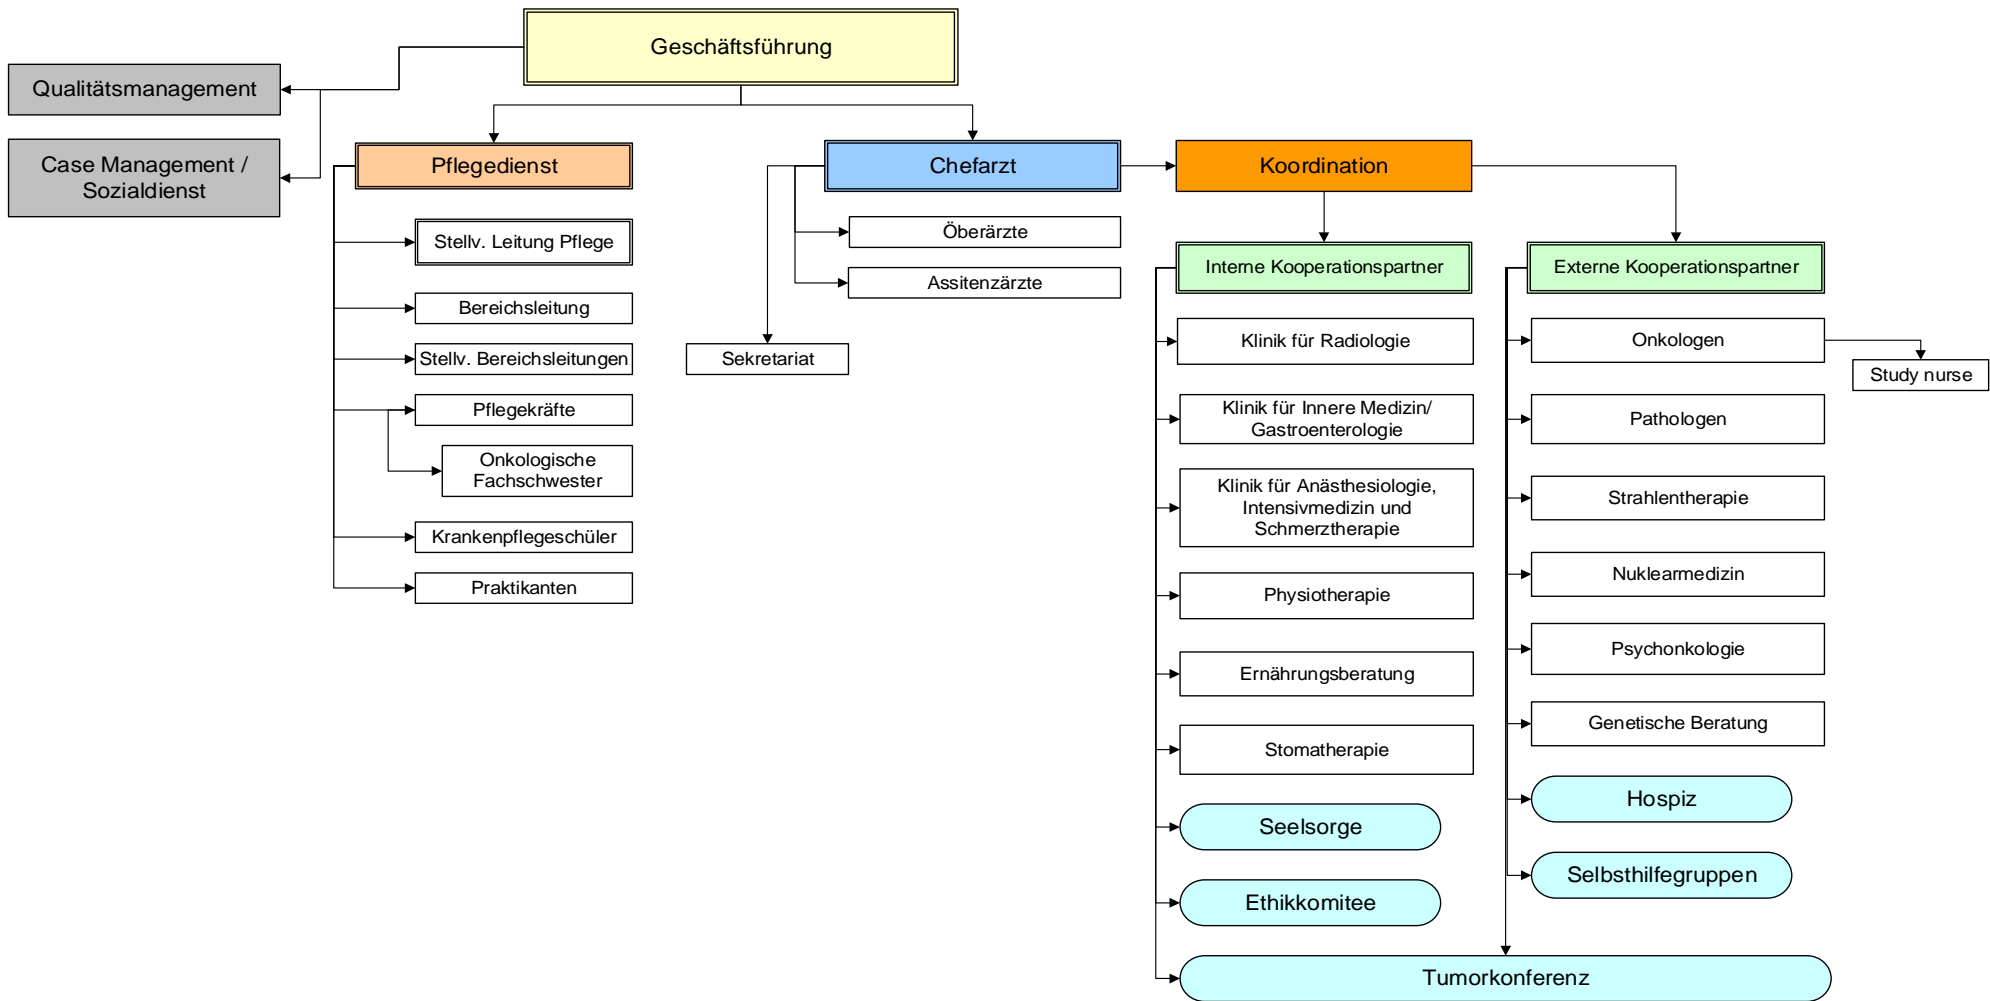 Geschäftsführung
Qualitätsmanagement
Case Management /
Sozialdienst
Pflegedienst
Stellv. Leitung Pflege
Bereichsleitung
Stellv. Bereichsleitungen
Pflegekräfte
Onkologische
Fachschwester
Krankenpflegeschüler
Praktikanten
Chefarzt
Öberärzte
Assitenzärzte
Sekretariat
Koordination
Interne Kooperationspartner
Klinik für Radiologie
Klinik für Innere Medizin/
Gastroenterologie
Klinik für Anästhesiologie,
Intensivmedizin und
Schmerztherapie
Physiotherapie
Ernährungsberatung
Stomatherapie
Seelsorge
Ethikkomitee
Externe Kooperationspartner
Onkologen
Study nurse
Pathologen
Strahlentherapie
Nuklearmedizin
Psychonkologie
Genetische Beratung
Hospiz
Selbsthilfegruppen
Tumorkonferenz